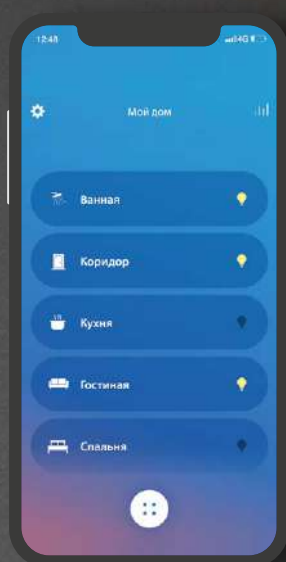 12:48 4G
Мой дом
Ванная
Коридор
Кухня
Гостиная
Спальня